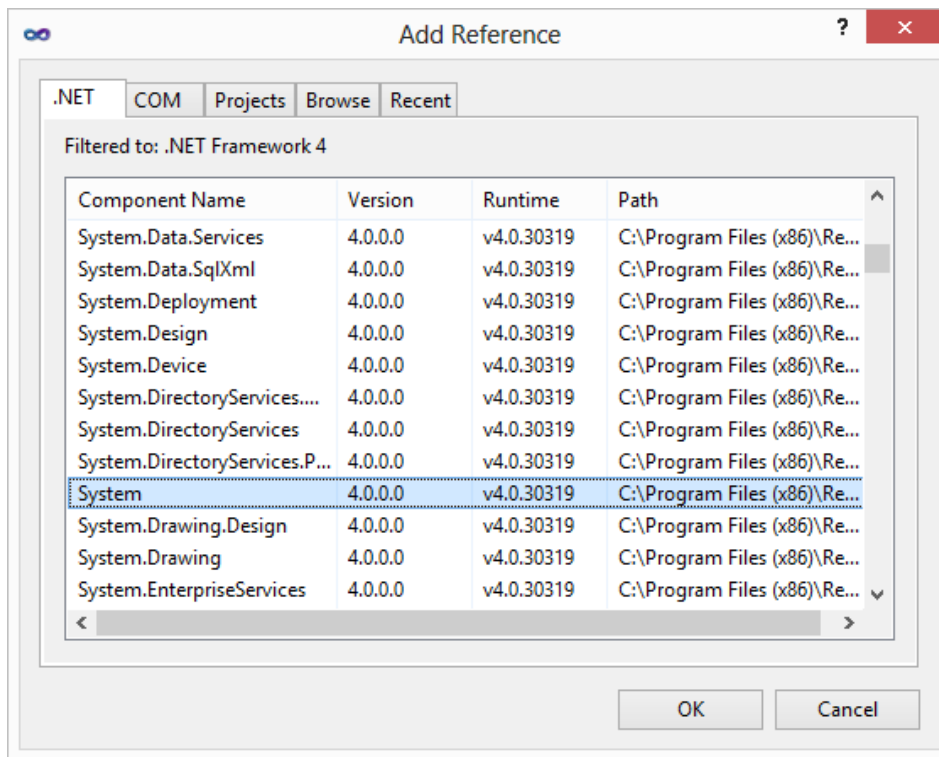 Add Reference ?
.NET COM Projects Browse Recent
Filtered to: .NET Framework 4
Component Name Version Runtime Path
System.Data.Services 4.0.0.0 v4.0.30319 C:\Program Files (x86)\Re...
System.Data.SqlXml 4.0.0.0 v4.0.30319 C:\Program Files (x86)\Re...
System.Deployment 4.0.0.0 v4.0.30319 C:\Program Files (x86)\Re...
System.Design 4.0.0.0 v4.0.30319 C:\Program Files (x86)\Re...
System.Device 4.0.0.0 v4.0.30319 C:\Program Files (x86)\Re...
System.DirectoryServices.... 4.0.0.0 v4.0.30319 C:\Program Files (x86)\Re...
System.DirectoryServices 4.0.0.0 v4.0.30319 C:\Program Files (x86)\Re...
System.DirectoryServices.P... 4.0.0.0 v4.0.30319 C:\Program Files (x86)\Re...
System 4.0.0.0 v4.0.30319 C:\Program Files (x86)\Re...
System.Drawing.Design 4.0.0.0 v4.0.30319 C:\Program Files (x86)\Re...
System.Drawing 4.0.0.0 v4.0.30319 C:\Program Files (x86)\Re...
System.EnterpriseServices 4.0.0.0 v4.0.30319 C:\Program Files (x86)\Re...
OK Cancel